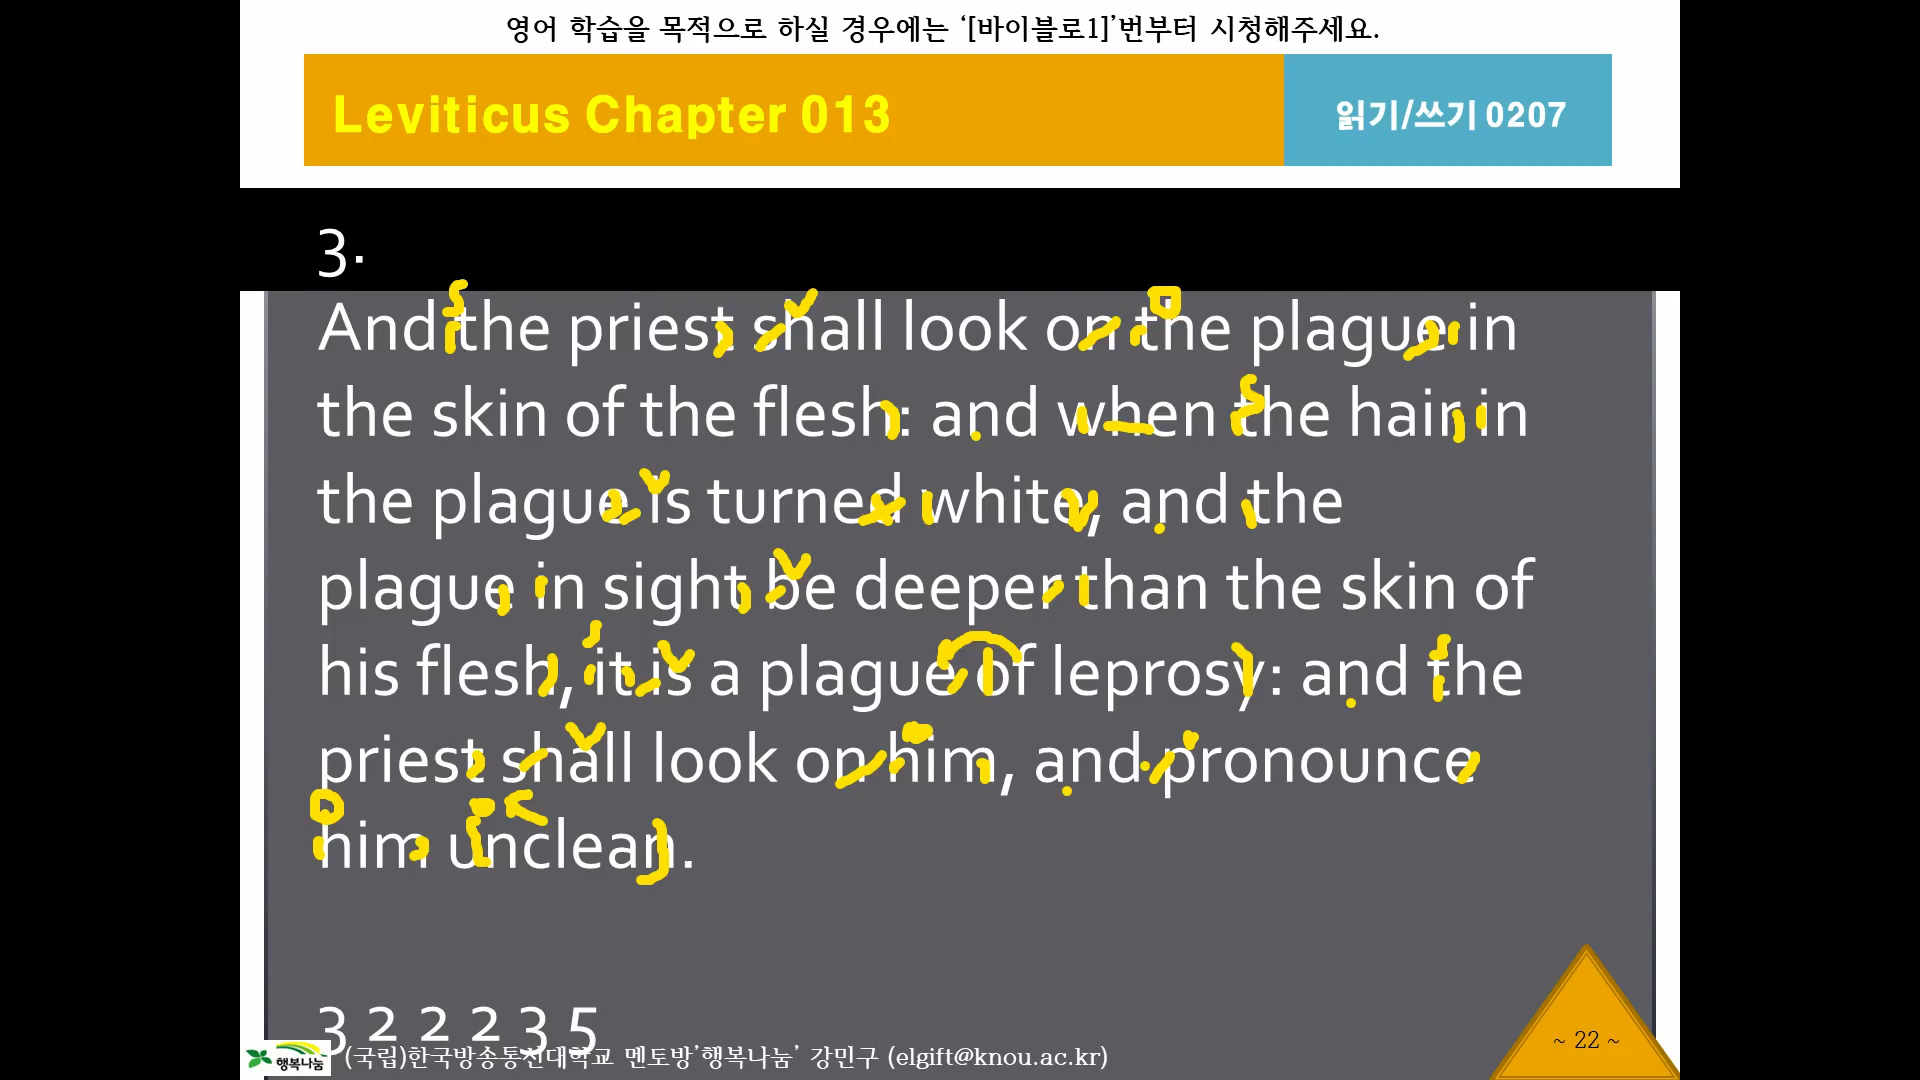 영어 학습을 목적으로 하실 경우에는 ‘[바이블로1]’번부터 시청해주세요.
Leviticus Chapter 013
읽기/쓰기 0207
3.
And the priest shall look on the plague in
the skin of the flesh: and when the hair in
the plague is turned white, and the
plague in sight be deeper than the skin of
his flesh, it is a plague of leprosy: and the
priest shall look on him, and pronounce
him unclean.
3 2 2 2 3 5
행복나눔 (국립)한국방송통신대학교 멘토방’행복나눔’ 강민구 (elgift@knou.ac.kr)
~ 22 ~